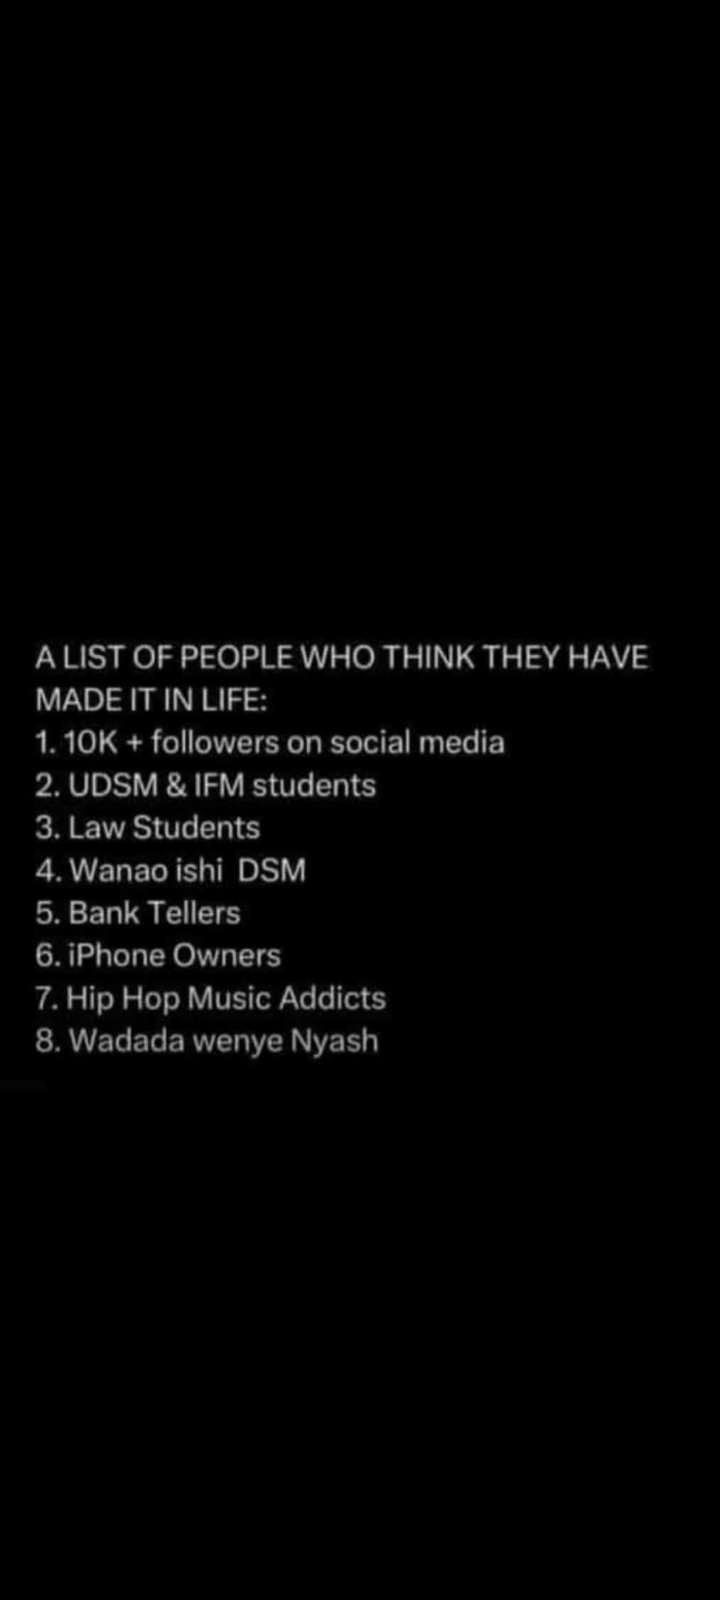 A LIST OF PEOPLE WHO THINK THEY HAVE
MADE IT IN LIFE:
1. 10K + followers on social media
2. UDSM & IFM students
3. Law Students
4. Wanao ishi  DSM
5. Bank Tellers
6. iPhone Owners
7. Hip Hop Music Addicts
8. Wadada wenye Nyash